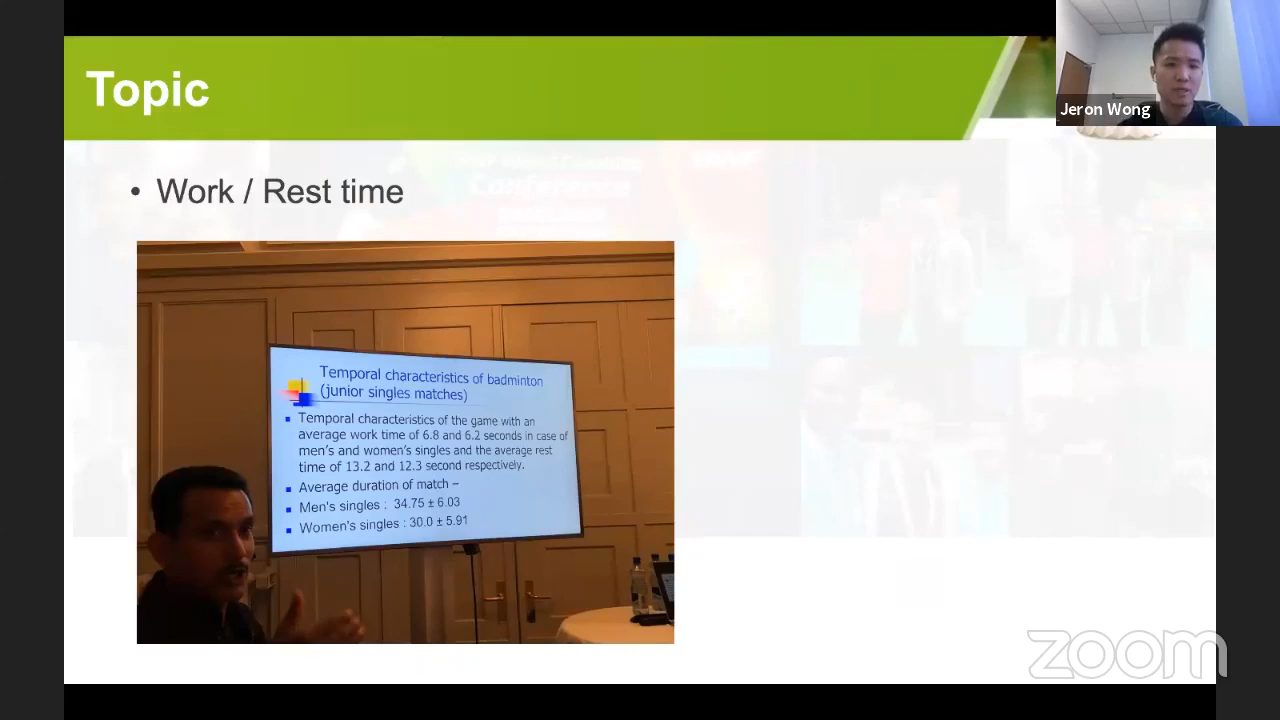 Topic
Jeron Wong
• Work / Rest time
Conference
Temporal characteristics of badminton
(junior singles matches)
Temporal characteristics of the game with an
average work time of 6.8 and 6.2 seconds in case of
men's and women's singles and the average rest
time of 13.2 and 12.3 second respectively.
Average duration of match –
Men's singles : 34.75 ± 6.03
Women's singles : 30.0 ± 5.91
zoom